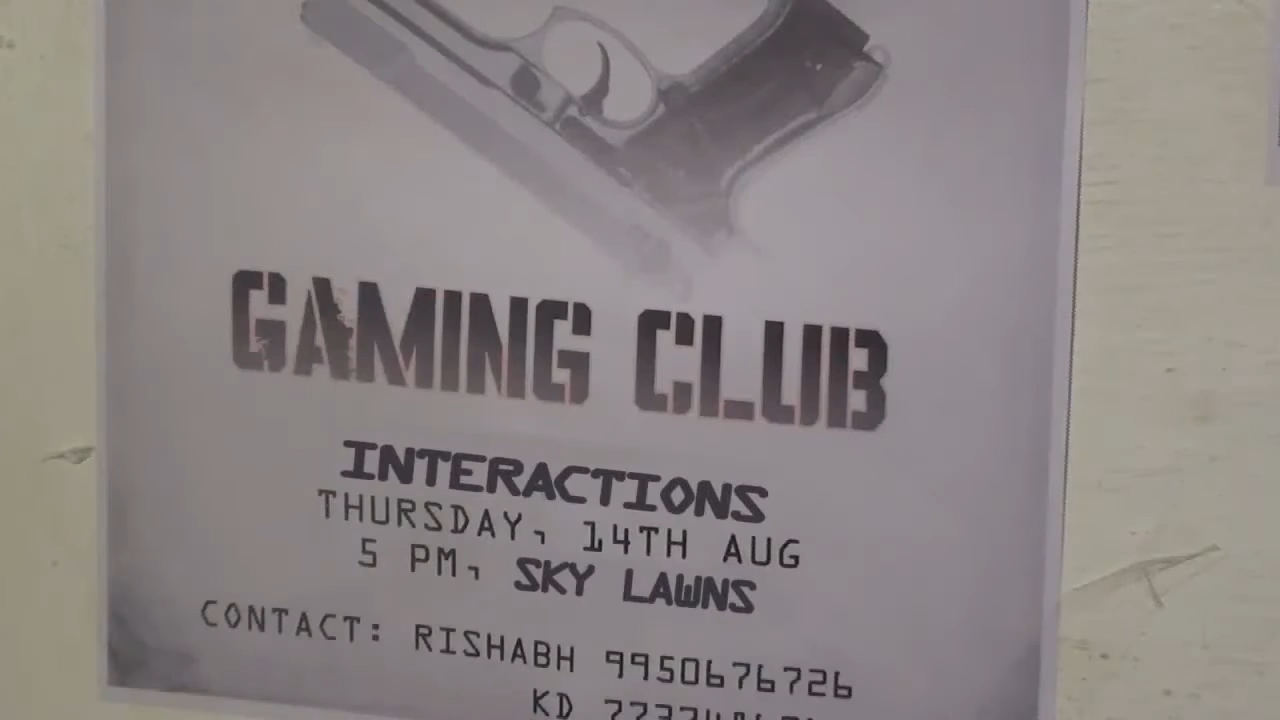 GAMING CLUB
INTERACTIONS
THURSDAY, 14TH AUG
5 PM, SKY LAWNS
CONTACT: RISHABH 9950676726
KD